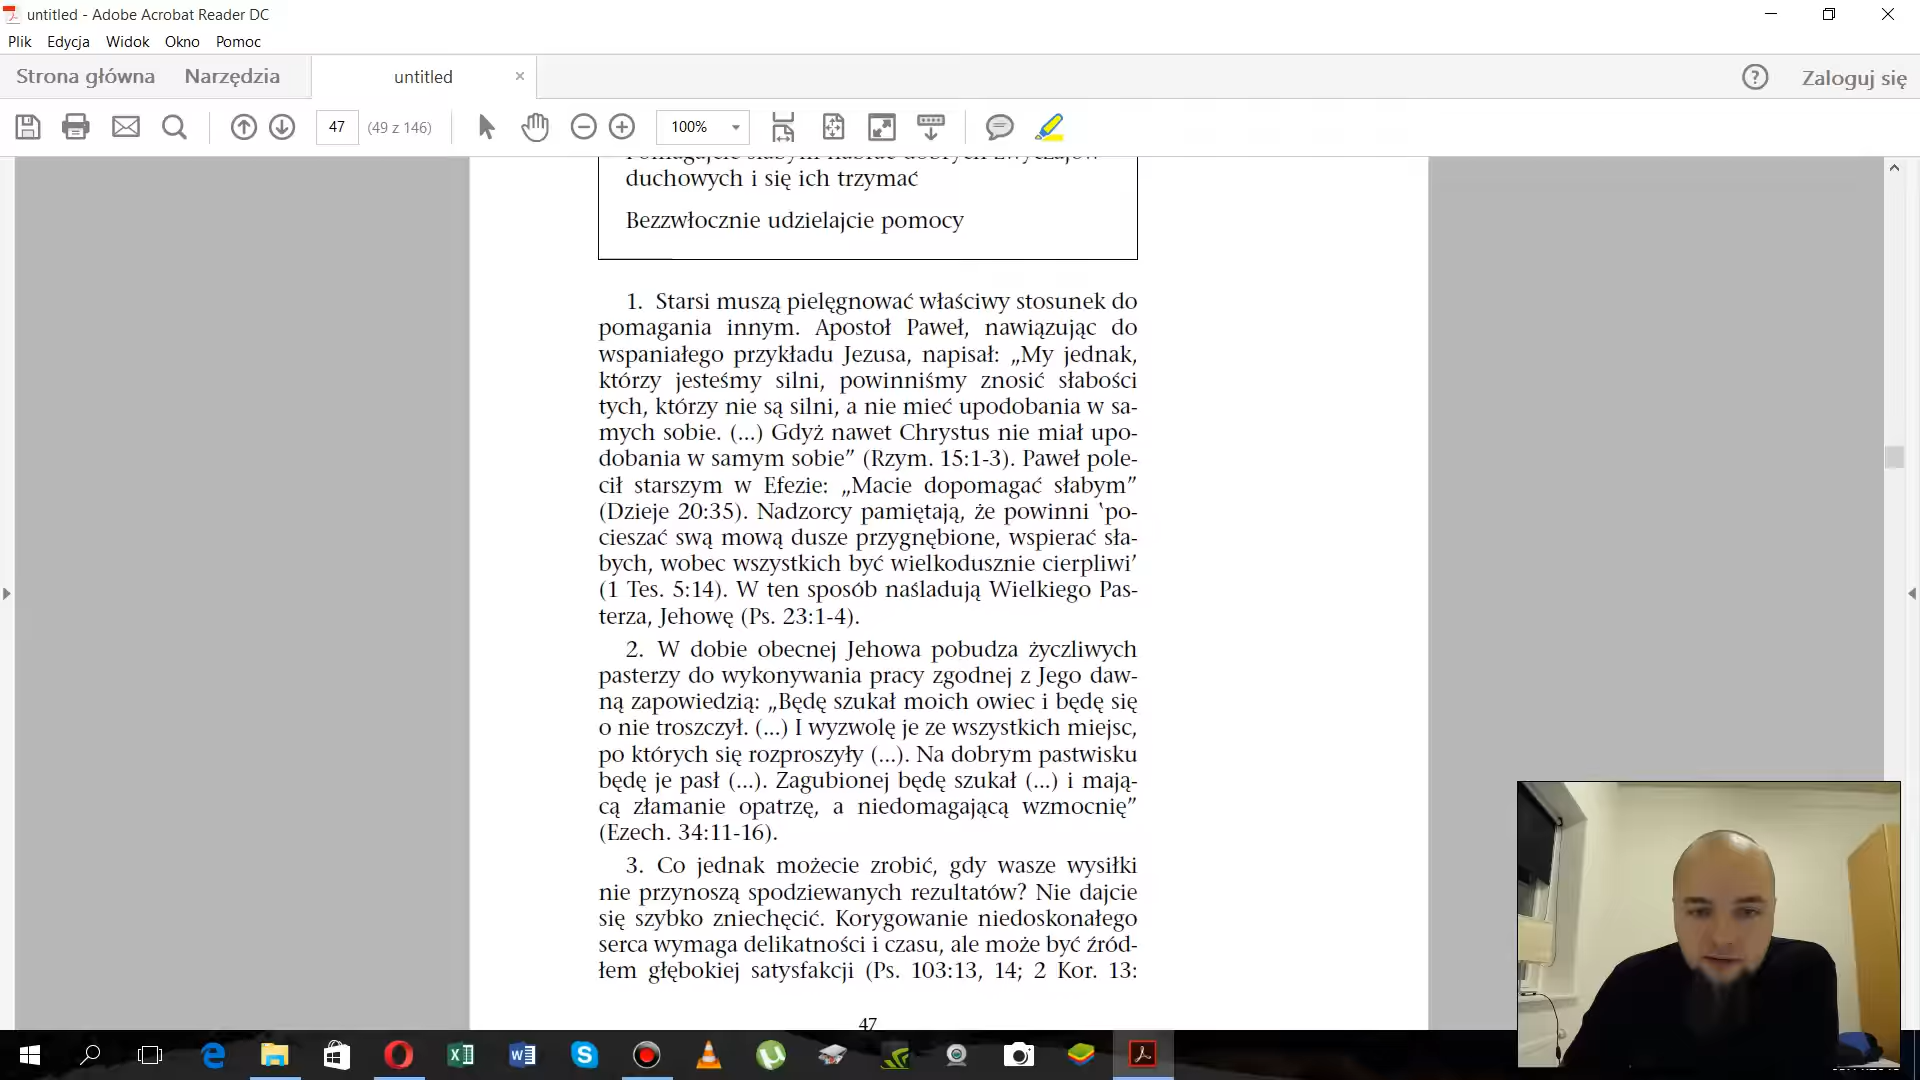 untitled - Adobe Acrobat Reader DC
Plik Edycja Widok Okno Pomoc
Strona główna Narzędzia untitled × ? Zaloguj się
47 (49 z 146) 100%
Pomagajcie słabym nabrać dobrych zwyczajów
duchowych i się ich trzymać
Bezzwłocznie udzielajcie pomocy
1. Starsi muszą pielęgnować właściwy stosunek do
pomagania innym. Apostoł Paweł, nawiązując do
wspaniałego przykładu Jezusa, napisał: „My jednak,
którzy jesteśmy silni, powinniśmy znosić słabości
tych, którzy nie są silni, a nie mieć upodobania w sa-
mych sobie. (...) Gdyż nawet Chrystus nie miał upo-
dobania w samym sobie” (Rzym. 15:1-3). Paweł pole-
cił starszym w Efezie: „Macie dopomagać słabym”
(Dzieje 20:35). Nadzorcy pamiętają, że powinni ‛po-
cieszać swą mową dusze przygnębione, wspierać sła-
bych, wobec wszystkich być wielkodusznie cierpliwi’
(1 Tes. 5:14). W ten sposób naśladują Wielkiego Pas-
terza, Jehowę (Ps. 23:1-4).
2. W dobie obecnej Jehowa pobudza życzliwych
pasterzy do wykonywania pracy zgodnej z Jego daw-
ną zapowiedzią: „Będę szukał moich owiec i będę się
o nie troszczył. (...) I wyzwolę je ze wszystkich miejsc,
po których się rozproszyły (...). Na dobrym pastwisku
będę je pasł (...). Zagubionej będę szukał (...) i mają-
cą złamanie opatrzę, a niedomagającą wzmocnię”
(Ezech. 34:11-16).
3. Co jednak możecie zrobić, gdy wasze wysiłki
nie przynoszą spodziewanych rezultatów? Nie dajcie
się szybko zniechęcić. Korygowanie niedoskonałego
serca wymaga delikatności i czasu, ale może być źród-
łem głębokiej satysfakcji (Ps. 103:13, 14; 2 Kor. 13:
47